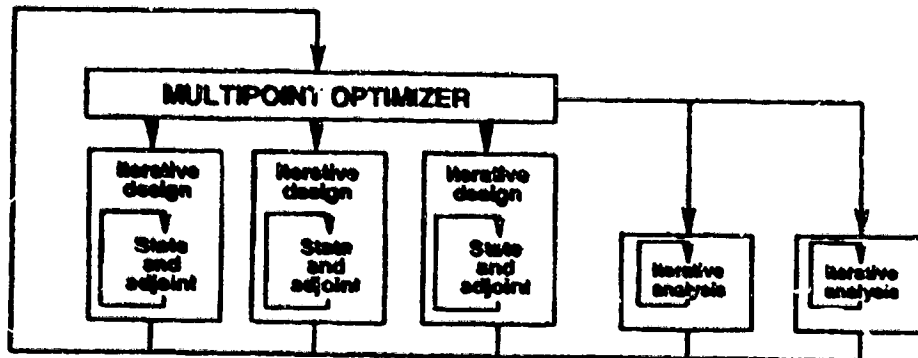 MULTIPOINT OPTIMIZER
Iterative
design
State
and
adjoint
Iterative
design
State
and
adjoint
Iterative
design
State
and
adjoint
Iterative
analysis
Iterative
analysis